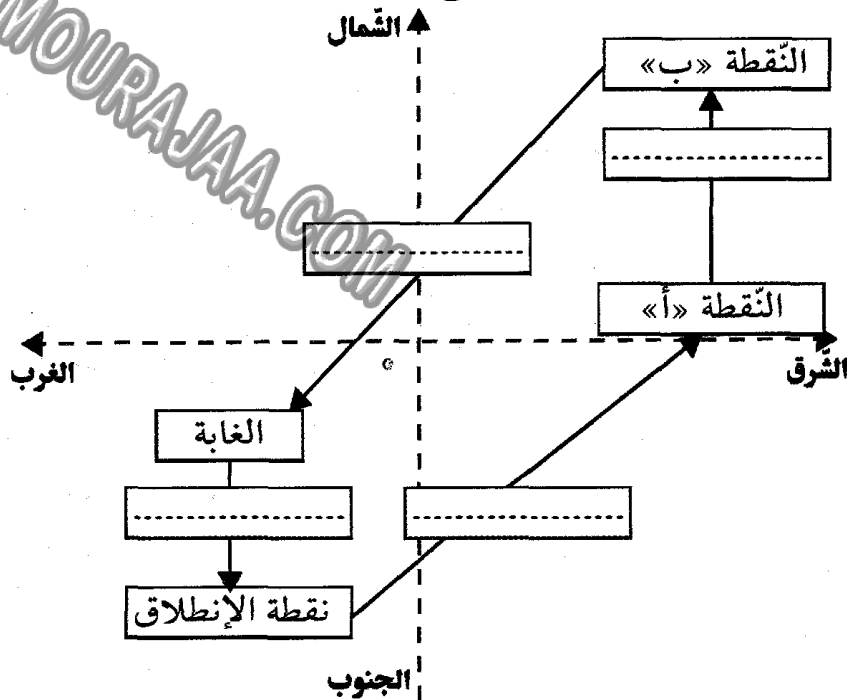 MOURAJAA.COM
الشّمال
النّقطة «ب»
النّقطة «أ»
الشّرق
الغرب
الغابة
نقطة الإنطلاق
الجنوب